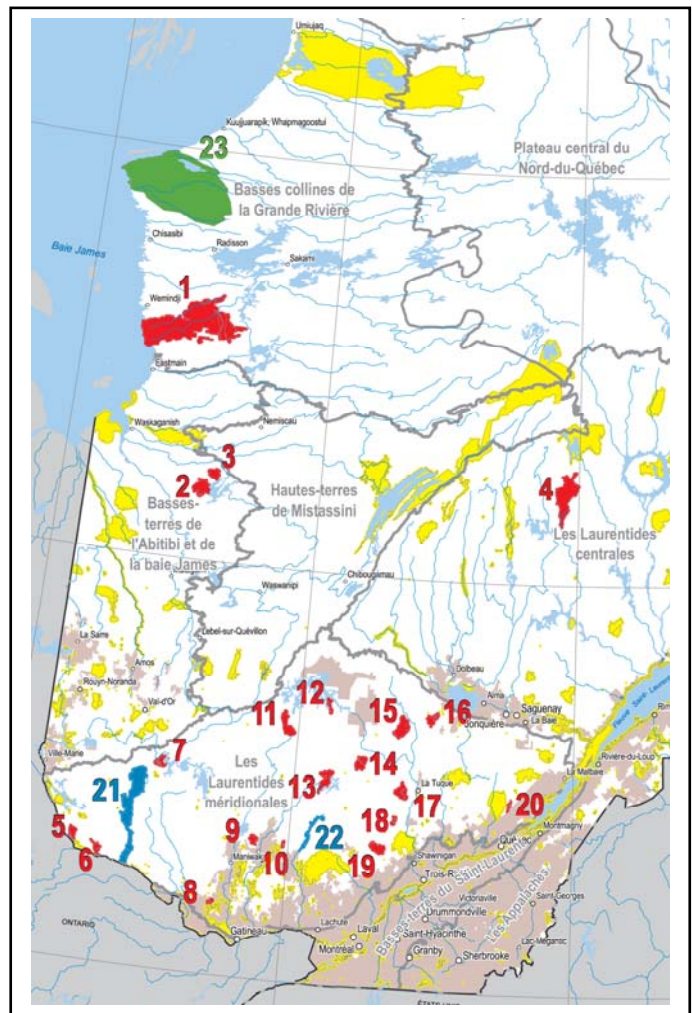 Umiujaq
Kuujjuarapik; Whapmagoostui
23
Plateau central du
Nord-du-Québec
Basses collines de
la Grande Rivière
Baie James
Chisasibi
Radisson
Sakami
1
Wemindji
Eastmain
Waskaganish
Nemiscau
3
2
4
Hautes-terres
de Mistassini
Basses-
terres de
l'Abitibi et de
la baie James
Les Laurentides
centrales
Waswanipi
Chibougamau
La Sarre
Amos
Lebel-sur-Quévillon
Rouyn-Noranda
Val-d'Or
Dolbeau
Alma
Saguenay
Jonquière
La Baie
Fleuve Saint-Laurent
12
11
15
16
Ville-Marie
7
Les
Laurentides
méridionales
14
Rivière-du-Loup
La Malbaie
21
13
La Tuque
17
20
5
6
9
Maniwaki
10
22
18
19
Québec
Montmagny
Shawinigan
Trois-R
8
Basses-terres du Saint-Laurent
Les Appalaches
Victoriaville
Saint-Georges
ONTARIO
Gatineau
Lachute
Laval
Montréal
Drummondville
Saint-Hyacinthe
Granby
Sherbrooke
Lac-Mégantic